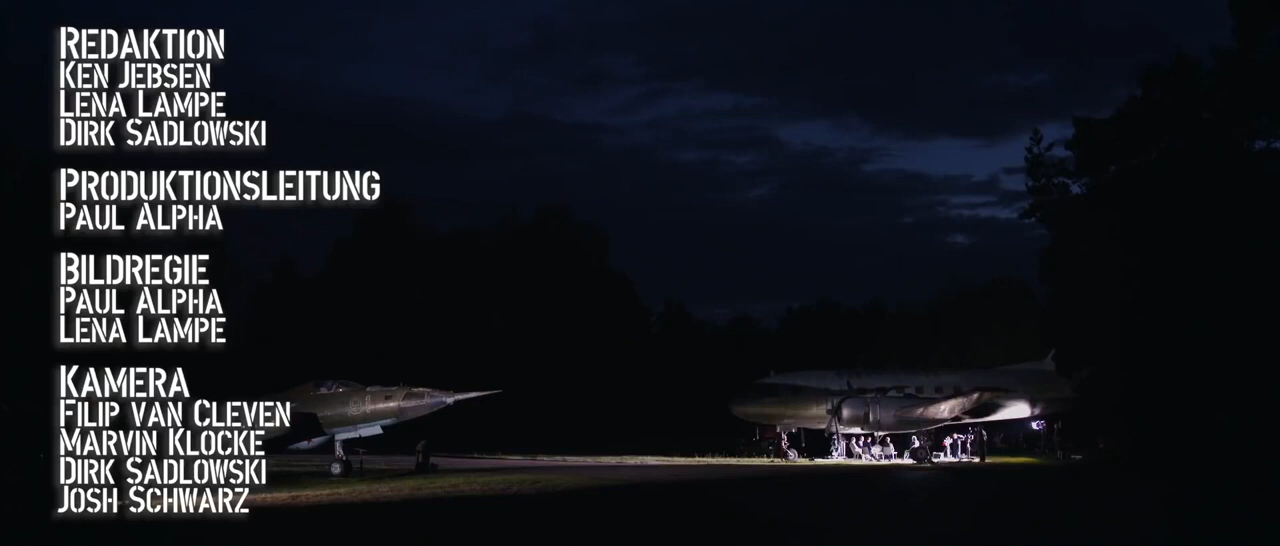 REDAKTION
KEN JEBSEN
LENA LAMPE
DIRK SADLOWSKI
PRODUKTIONSLEITUNG
PAUL ALPHA
BILDREGIE
PAUL ALPHA
LENA LAMPE
KAMERA
FILIP VAN CLEVEN
MARVIN KLOCKE
DIRK SADLOWSKI
JOSH SCHWARZ
91